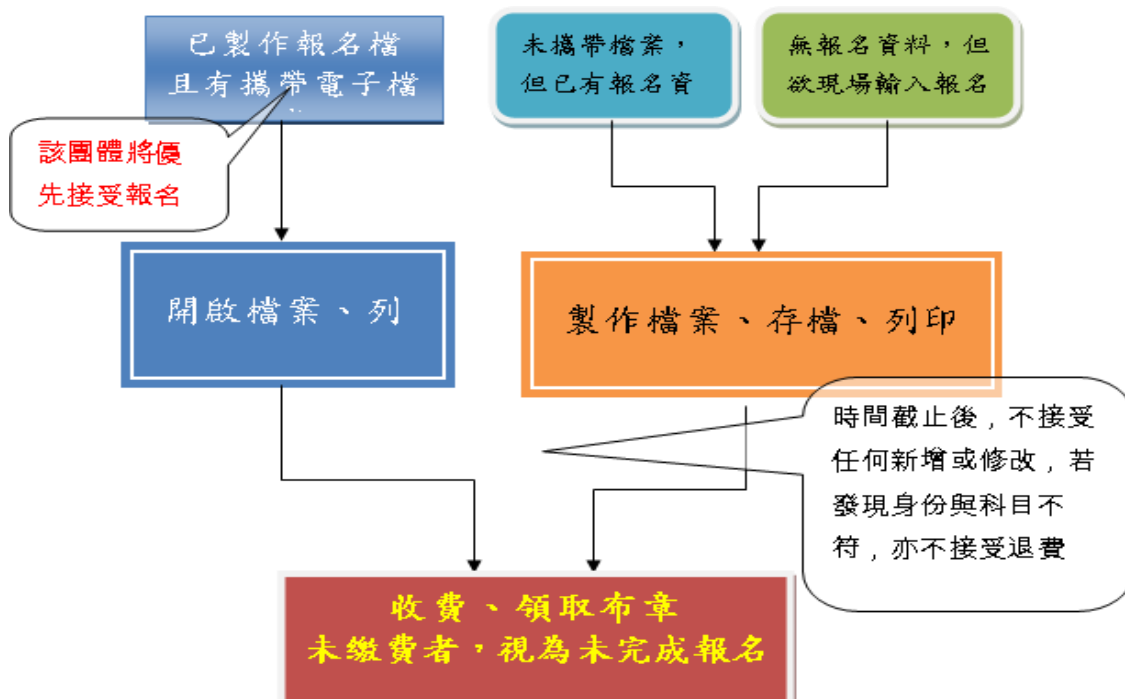 已製作報名檔
且有攜帶電子檔
未攜帶檔案，
但已有報名資
無報名資料，但
欲現場輸入報名
該團體將優
先接受報名
開啟檔案、列
製作檔案、存檔、列印
時間截止後，不接受
任何新增或修改，若
發現身份與科目不
符，亦不接受退費
收費、領取布章
未繳費者，視為未完成報名